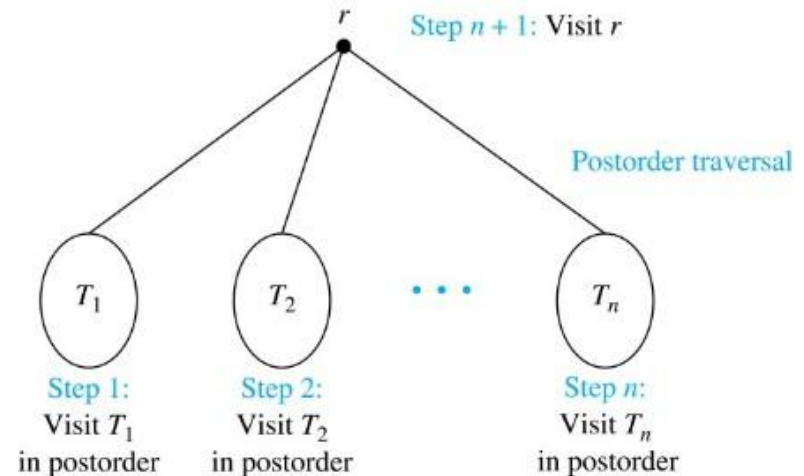 r
Step n + 1: Visit r
Postorder traversal
T₁
T₂
. . .
Tₙ
Step 1:
Visit T₁
in postorder
Step 2:
Visit T₂
in postorder
Step n:
Visit Tₙ
in postorder